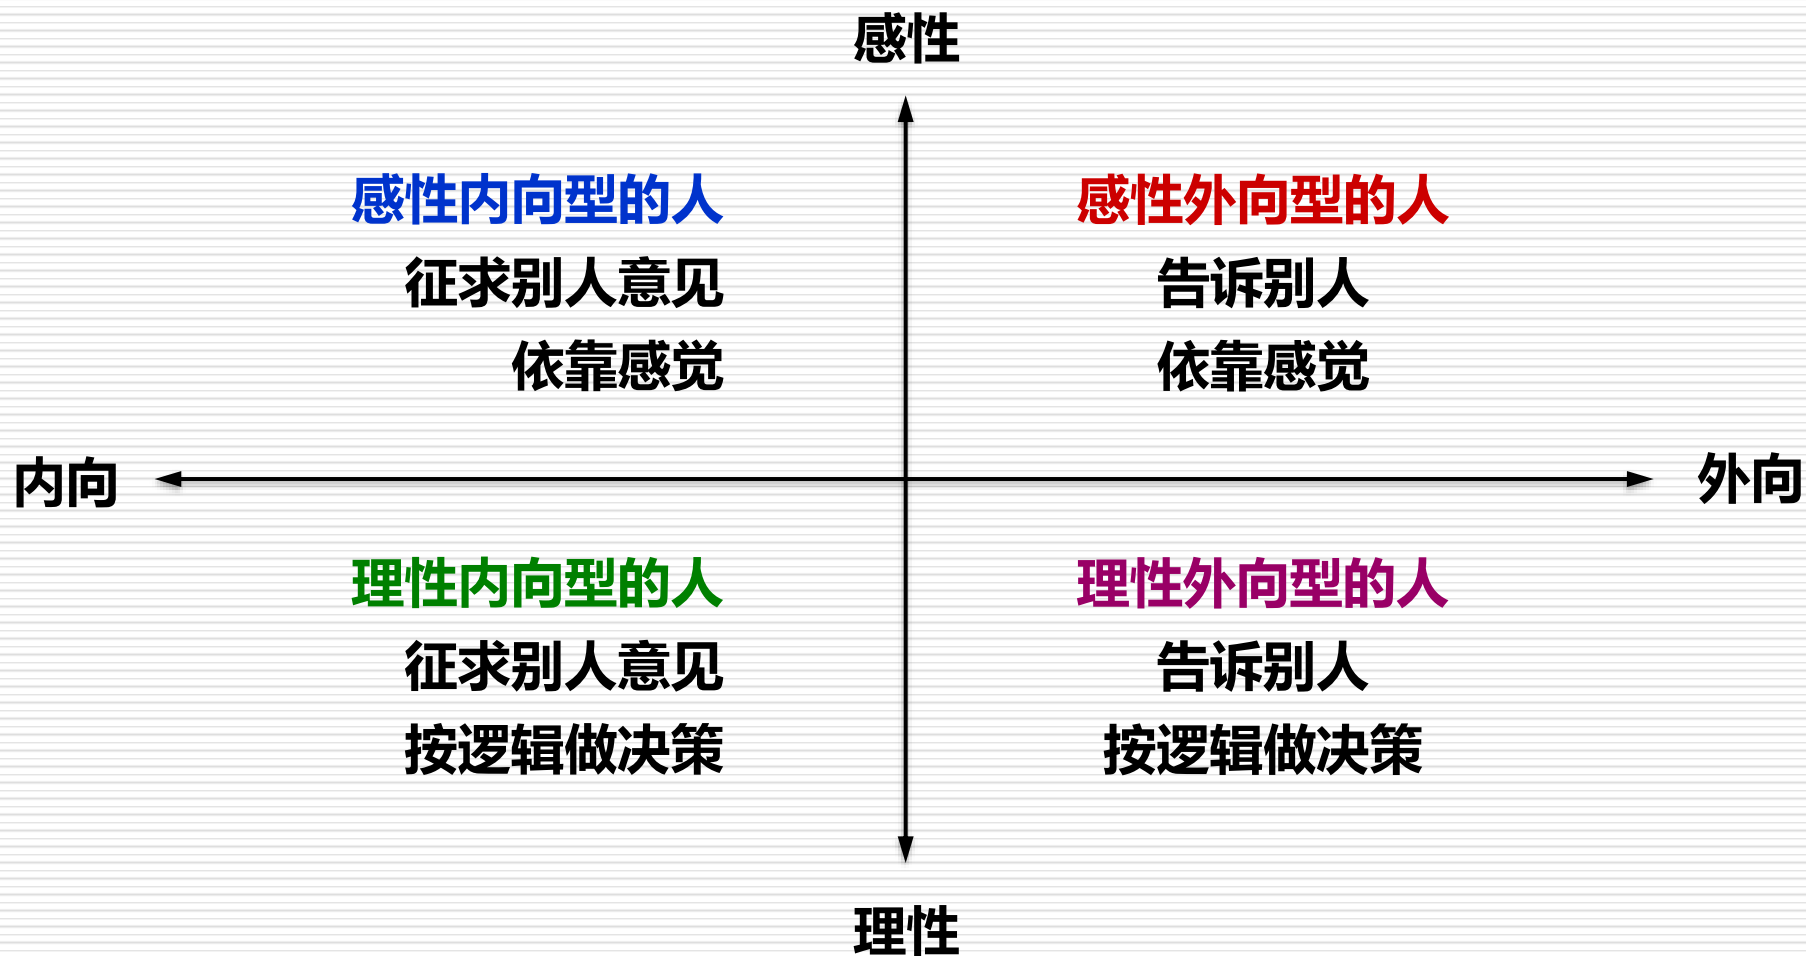 感性
感性内向型的人
征求别人意见
依靠感觉
感性外向型的人
告诉别人
依靠感觉
内向
外向
理性内向型的人
征求别人意见
按逻辑做决策
理性外向型的人
告诉别人
按逻辑做决策
理性